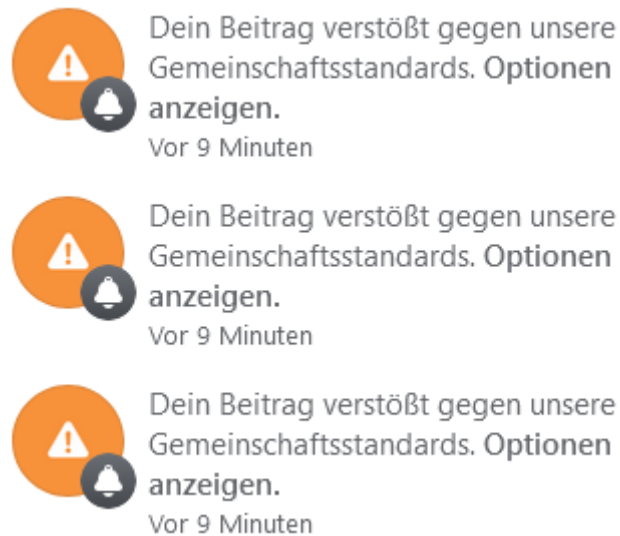 Dein Beitrag verstößt gegen unsere
Gemeinschaftsstandards. Optionen
anzeigen.
Vor 9 Minuten
Dein Beitrag verstößt gegen unsere
Gemeinschaftsstandards. Optionen
anzeigen.
Vor 9 Minuten
Dein Beitrag verstößt gegen unsere
Gemeinschaftsstandards. Optionen
anzeigen.
Vor 9 Minuten